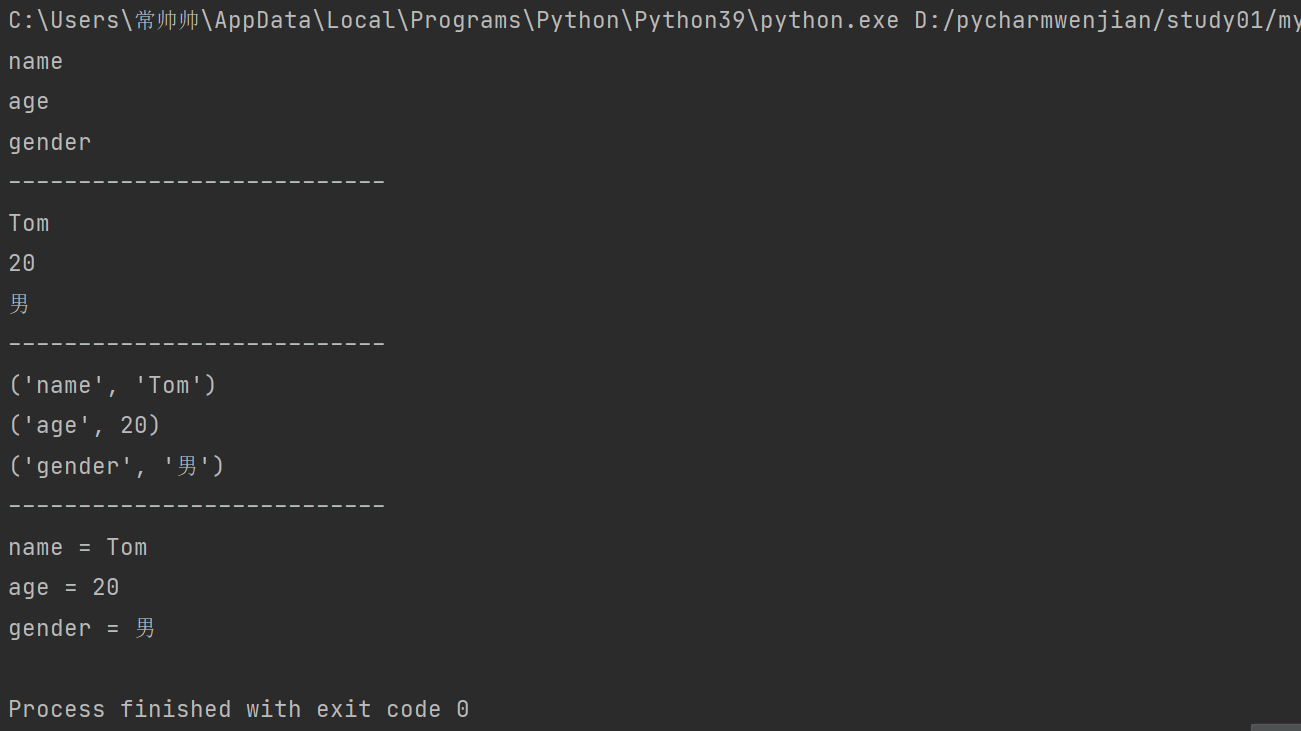 C:\Users\常帅帅\AppData\Local\Programs\Python\Python39\python.exe D:/pycharmwenjian/study01/my
name
age
gender
---------------------------
Tom
20
男
---------------------------
('name', 'Tom')
('age', 20)
('gender', '男')
---------------------------
name = Tom
age = 20
gender = 男
Process finished with exit code 0